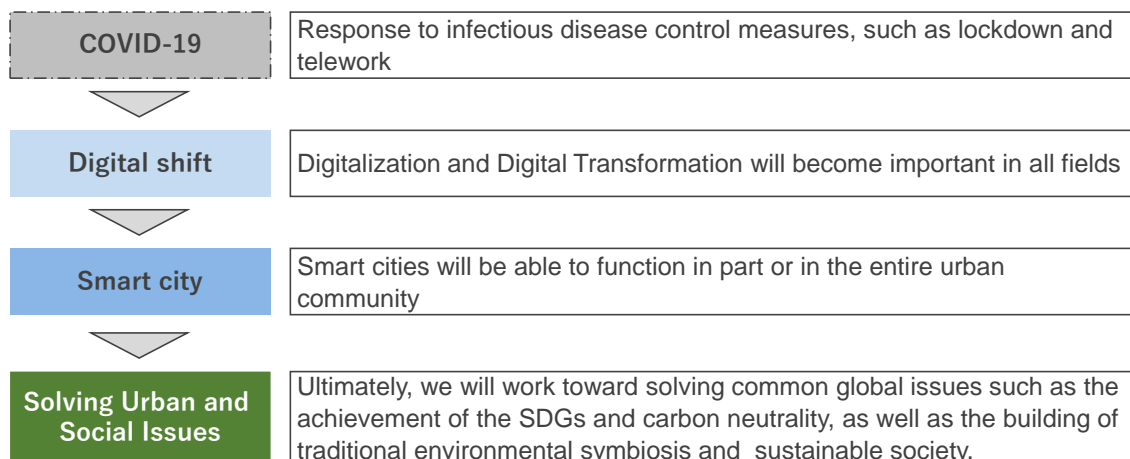 COVID-19
Response to infectious disease control measures, such as lockdown and
telework
Digital shift
Digitalization and Digital Transformation will become important in all fields
Smart city
Smart cities will be able to function in part or in the entire urban
community
Solving Urban and
Social Issues
Ultimately, we will work toward solving common global issues such as the
achievement of the SDGs and carbon neutrality, as well as the building of
traditional environmental symbiosis and  sustainable society.